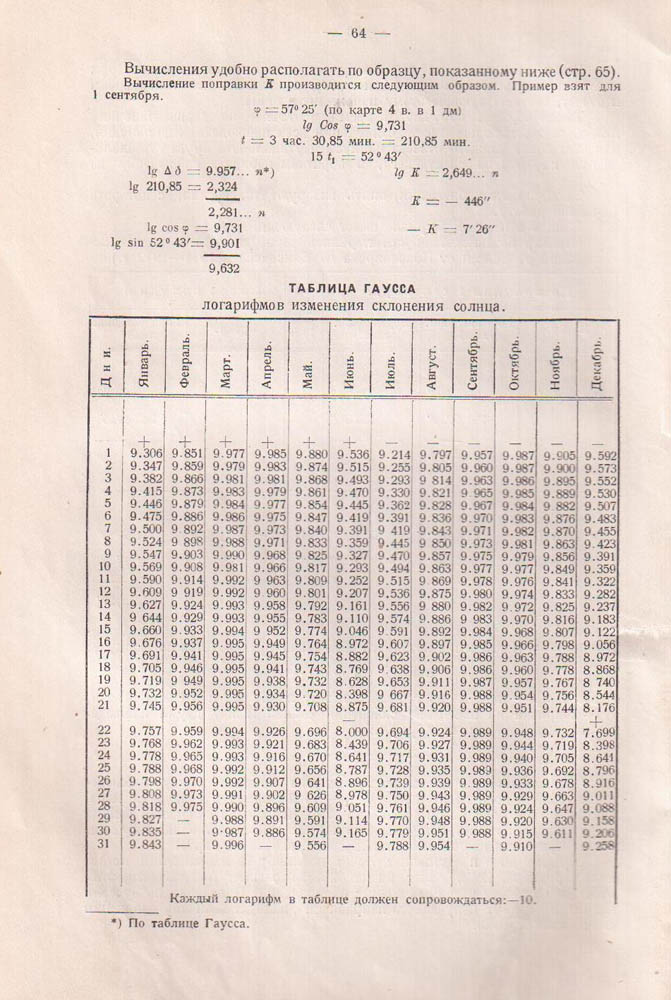 — 64 —
Вычисления удобно располагать по образцу, показанному ниже (стр. 65).
Вычисление поправки K производится следующим образом. Пример взят для
1 сентября.
φ = 57° 25′ (по карте 4 в. в 1 дм)
lg Cos φ = 9,731
t = 3 час. 30,85 мин. = 210,85 мин.
15 t₁ = 52° 43′
lg Δ δ = 9.957... n*) lg K = 2,649... n
lg 210,85 = 2,324
K = — 446″
2,281... n
lg cos φ = 9,731 — K = 7′ 26″
lg sin 52° 43′ = 9,901
9,632
ТАБЛИЦА ГАУССА
логарифмов изменения склонения солнца.
Дни. Январь. Февраль. Март. Апрель. Май. Июнь. Июль. Август. Сентябрь. Октябрь. Ноябрь. Декабрь.
+ + + + + + — — — — — —
1 9.306 9.851 9.977 9.985 9.880 9.536 9.214 9.797 9.957 9.987 9.905 9.592
2 9.347 9.859 9.979 9.983 9.874 9.515 9.255 9.805 9.960 9.987 9.900 9.573
3 9.382 9.866 9.981 9.981 9.868 9.493 9.293 9 814 9.963 9.986 9.895 9.552
4 9.415 9.873 9.983 9.979 9.861 9.470 9.330 9.821 9.965 9.985 9.889 9.530
5 9.446 9.879 9.984 9.977 9.854 9.445 9.362 9.828 9.967 9.984 9.882 9.507
6 9.475 9.886 9.986 9.975 9.847 9.419 9.391 9.836 9.970 9.983 9.876 9.483
7 9.500 9 892 9.987 9.973 9.840 9.391 9 419 9.843 9.971 9.982 9.870 9.455
8 9.524 9 898 9.988 9.971 9.833 9.359 9.445 9 850 9.973 9.981 9.863 9.423
9 9.547 9.903 9.990 9.968 9 825 9.327 9.470 9.857 9.975 9.979 9.856 9.391
10 9.569 9.908 9.981 9.966 9.817 9.293 9.494 9.863 9.977 9.977 9.849 9.359
11 9.590 9.914 9.992 9 963 9.809 9.252 9.515 9 869 9.978 9.976 9.841 9.322
12 9.609 9 919 9.992 9 960 9.801 9.207 9.536 9.875 9.980 9.974 9.833 9.282
13 9.627 9.924 9.993 9.958 9.792 9.161 9.556 9 880 9.982 9.972 9.825 9.237
14 9 644 9.929 9.993 9.955 9.783 9.110 9.574 9.886 9 983 9.970 9.816 9.183
15 9.660 9.933 9.994 9 952 9.774 9.046 9.591 9.892 9.984 9.968 9.807 9.122
16 9.676 9.937 9.995 9.949 9.764 8.972 9.607 9.897 9.985 9.966 9.798 9.056
17 9.691 9.941 9.995 9.945 9.754 8.882 9.623 9.902 9.986 9.963 9.788 8.972
18 9.705 9.946 9.995 9.941 9.743 8.769 9.638 9.906 9.986 9.960 9.778 8.868
19 9.719 9 949 9.995 9.938 9.732 8.628 9.653 9.911 9.987 9.957 9.767 8 740
20 9.732 9.952 9.995 9.934 9.720 8.398 9 667 9.916 9.988 9.954 9.756 8.544
21 9.745 9.956 9.995 9.930 9.708 8.875 9.681 9.920 9.988 9.951 9.744 8.176
— +
22 9.757 9.959 9.994 9.926 9.696 8.000 9.694 9.924 9.989 9.948 9.732 7.699
23 9.768 9.962 9.993 9.921 9.683 8.439 9.706 9.927 9.989 9.944 9.719 8.398
24 9.778 9.965 9.993 9.916 9.670 8.641 9.717 9.931 9.989 9.940 9.705 8.641
25 9.788 9.968 9.992 9.912 9.656 8.787 9.728 9.935 9.989 9.936 9.692 8.796
26 9.798 9.970 9.992 9.907 9 641 8.896 9.739 9.939 9.989 9.933 9.678 8.916
27 9.808 9.973 9.991 9.902 9 626 8.978 9.750 9.943 9.989 9.929 9.663 9.011
28 9.818 9.975 9.990 9.896 9.609 9 051 9.761 9.946 9.989 9.924 9.647 9.088
29 9.827 — 9.988 9.891 9.591 9.114 9.770 9.948 9.988 9.920 9.630 9.158
30 9.835 — 9·987 9.886 9.574 9.165 9.779 9.951 9.988 9.915 9.611 9.206
31 9.843 — 9.996 — 9 556 — 9.788 9.954 — 9.910 — 9.258
Каждый логарифм в таблице должен сопровождаться:—10.
*) По таблице Гаусса.